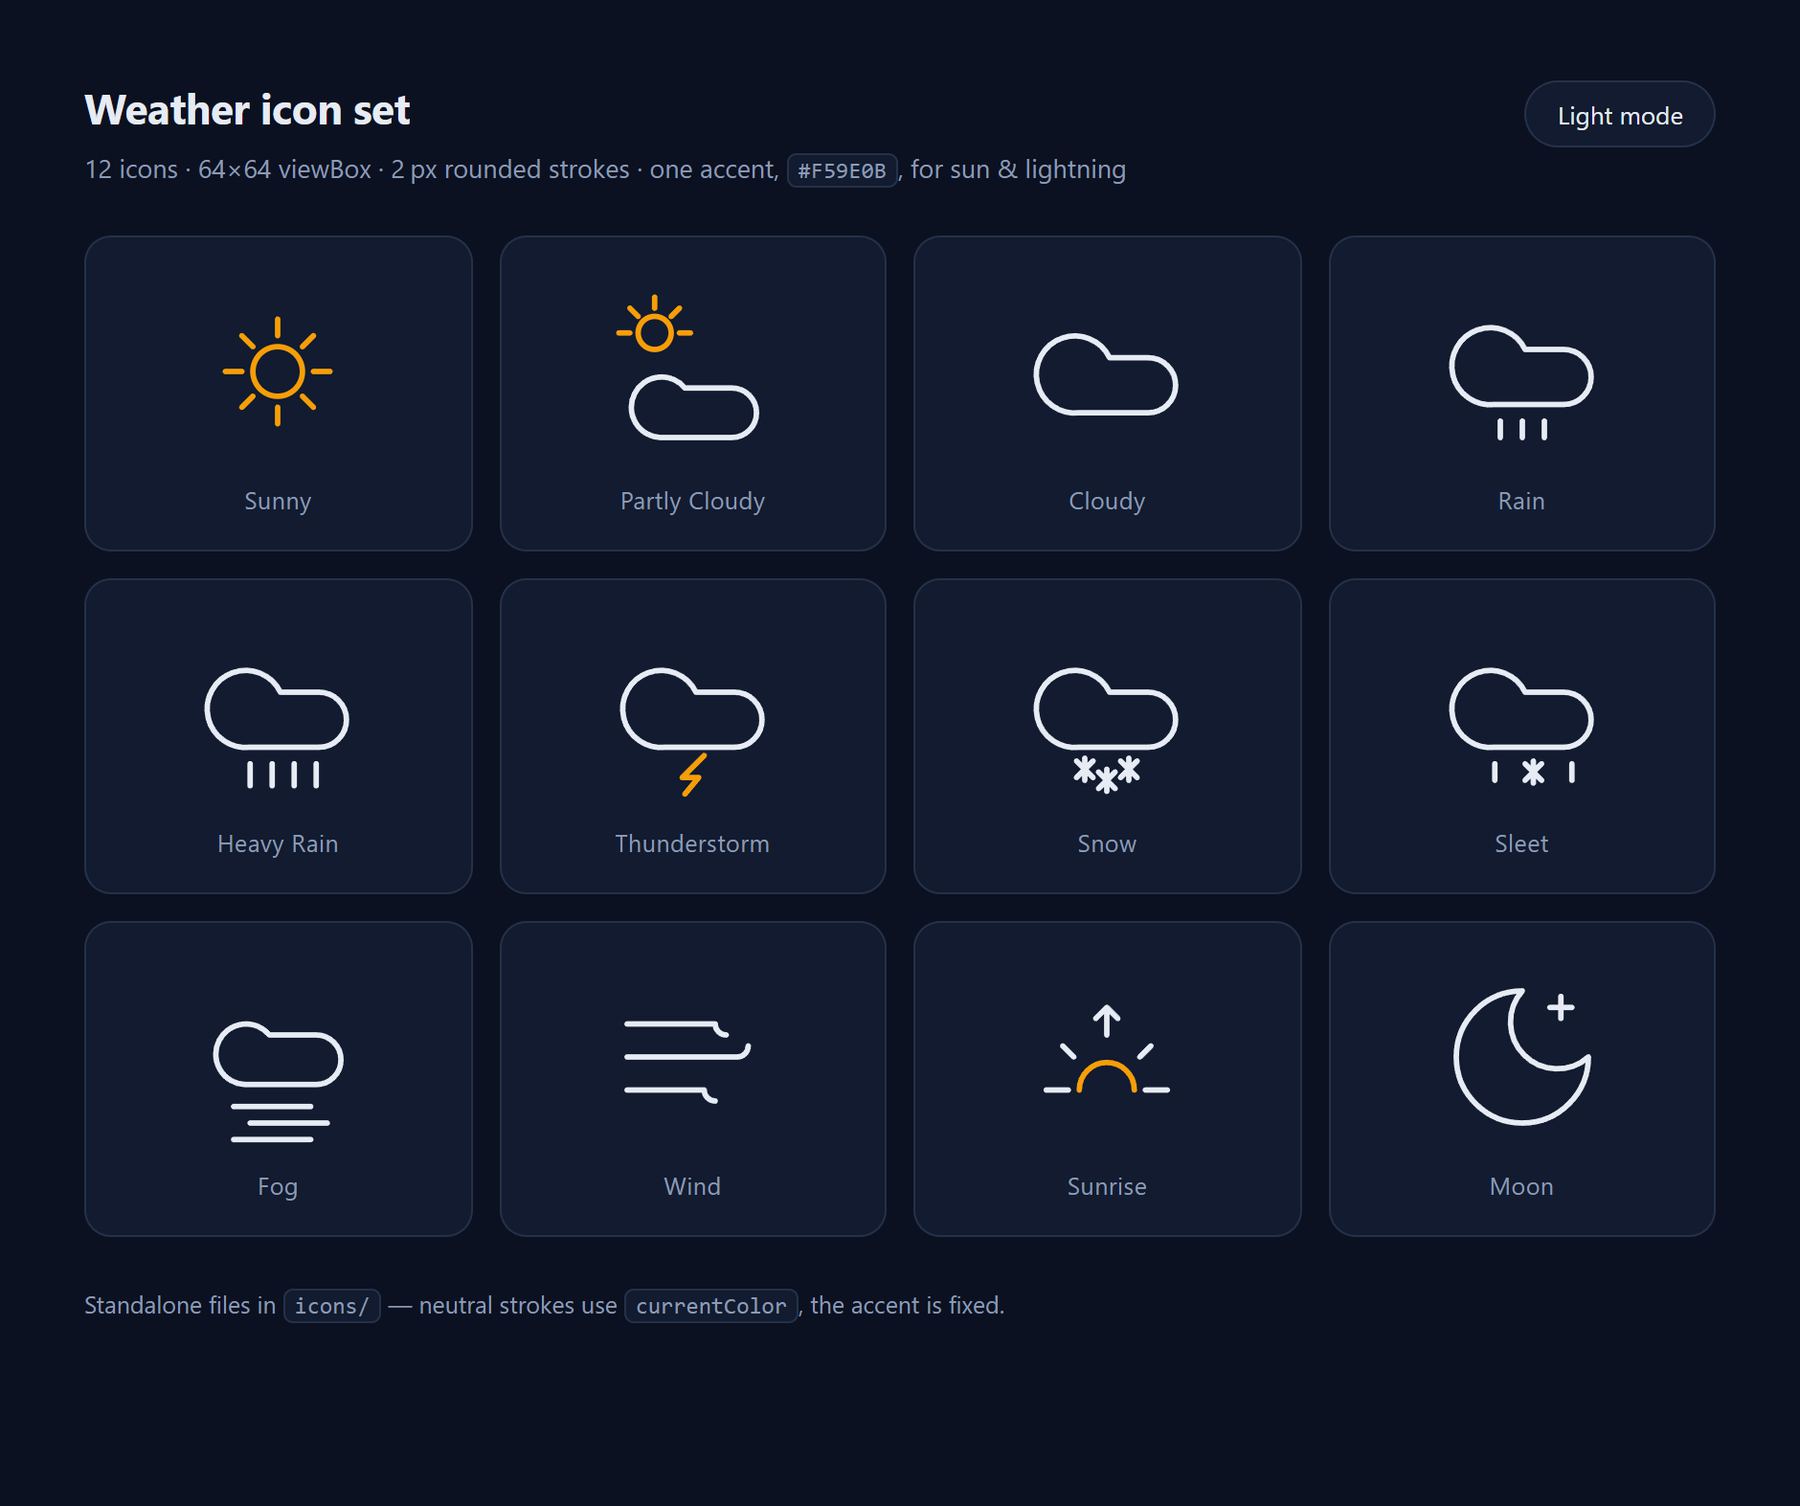 Weather icon set
Light mode
12 icons · 64×64 viewBox · 2 px rounded strokes · one accent, #F59E0B, for sun & lightning
Sunny
Partly Cloudy
Cloudy
Rain
Heavy Rain
Thunderstorm
Snow
Sleet
Fog
Wind
Sunrise
Moon
Standalone files in icons/ — neutral strokes use currentColor, the accent is fixed.